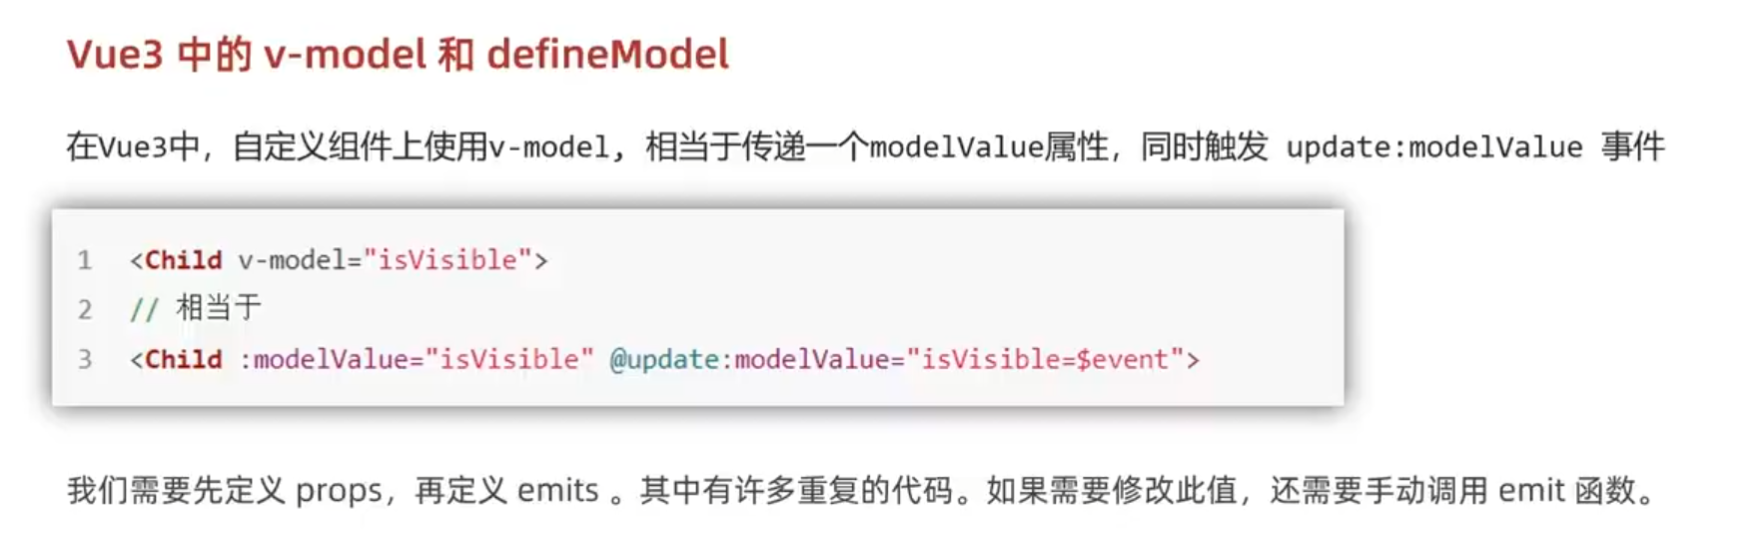 Vue3 中的 v-model 和 defineModel
在Vue3中，自定义组件上使用v-model, 相当于传递一个modelValue属性，同时触发 update:modelValue 事件
1 <Child v-model="isVisible">
2 // 相当于
3 <Child :modelValue="isVisible" @update:modelValue="isVisible=$event">
我们需要先定义 props，再定义 emits 。其中有许多重复的代码。如果需要修改此值，还需要手动调用 emit 函数。